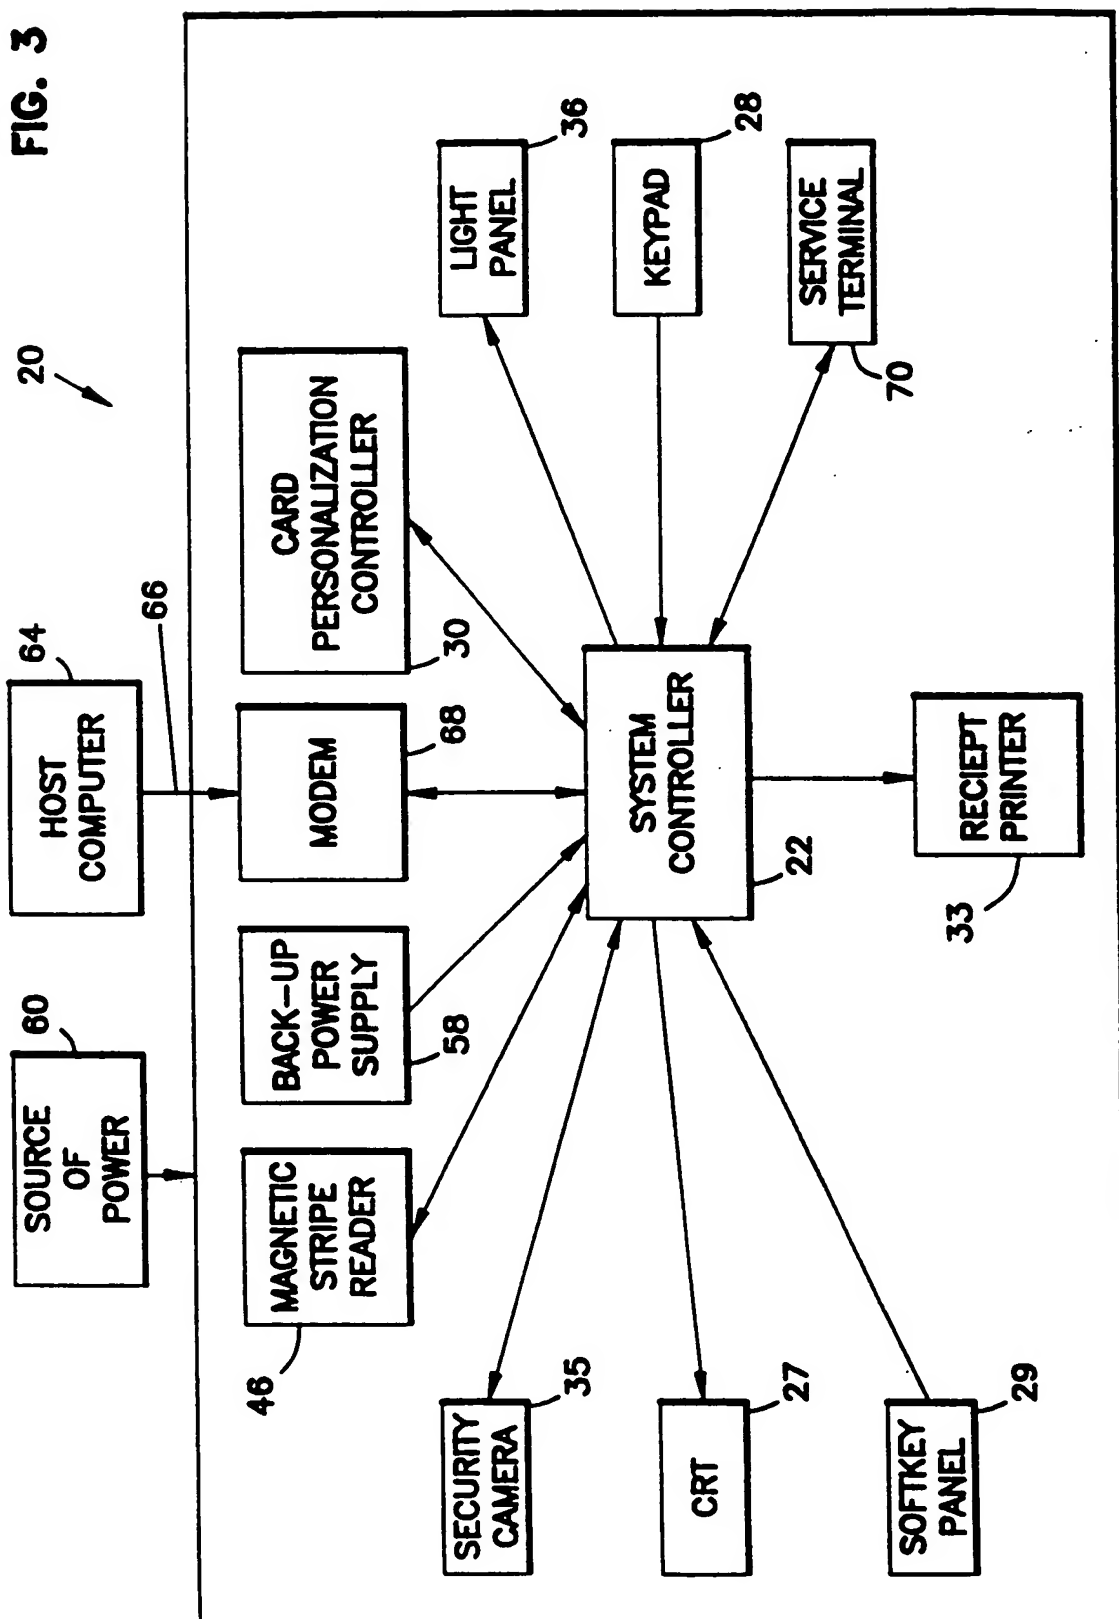 FIG. 3
20
SOURCE
OF
POWER
60
HOST
COMPUTER
64
66
MAGNETIC
STRIPE
READER
46
BACK-UP
POWER
SUPPLY
58
MODEM
68
CARD
PERSONALIZATION
CONTROLLER
30
SECURITY
CAMERA
35
LIGHT
PANEL
36
CRT
27
SYSTEM
CONTROLLER
22
KEYPAD
28
SOFTKEY
PANEL
29
RECIEPT
PRINTER
33
SERVICE
TERMINAL
70